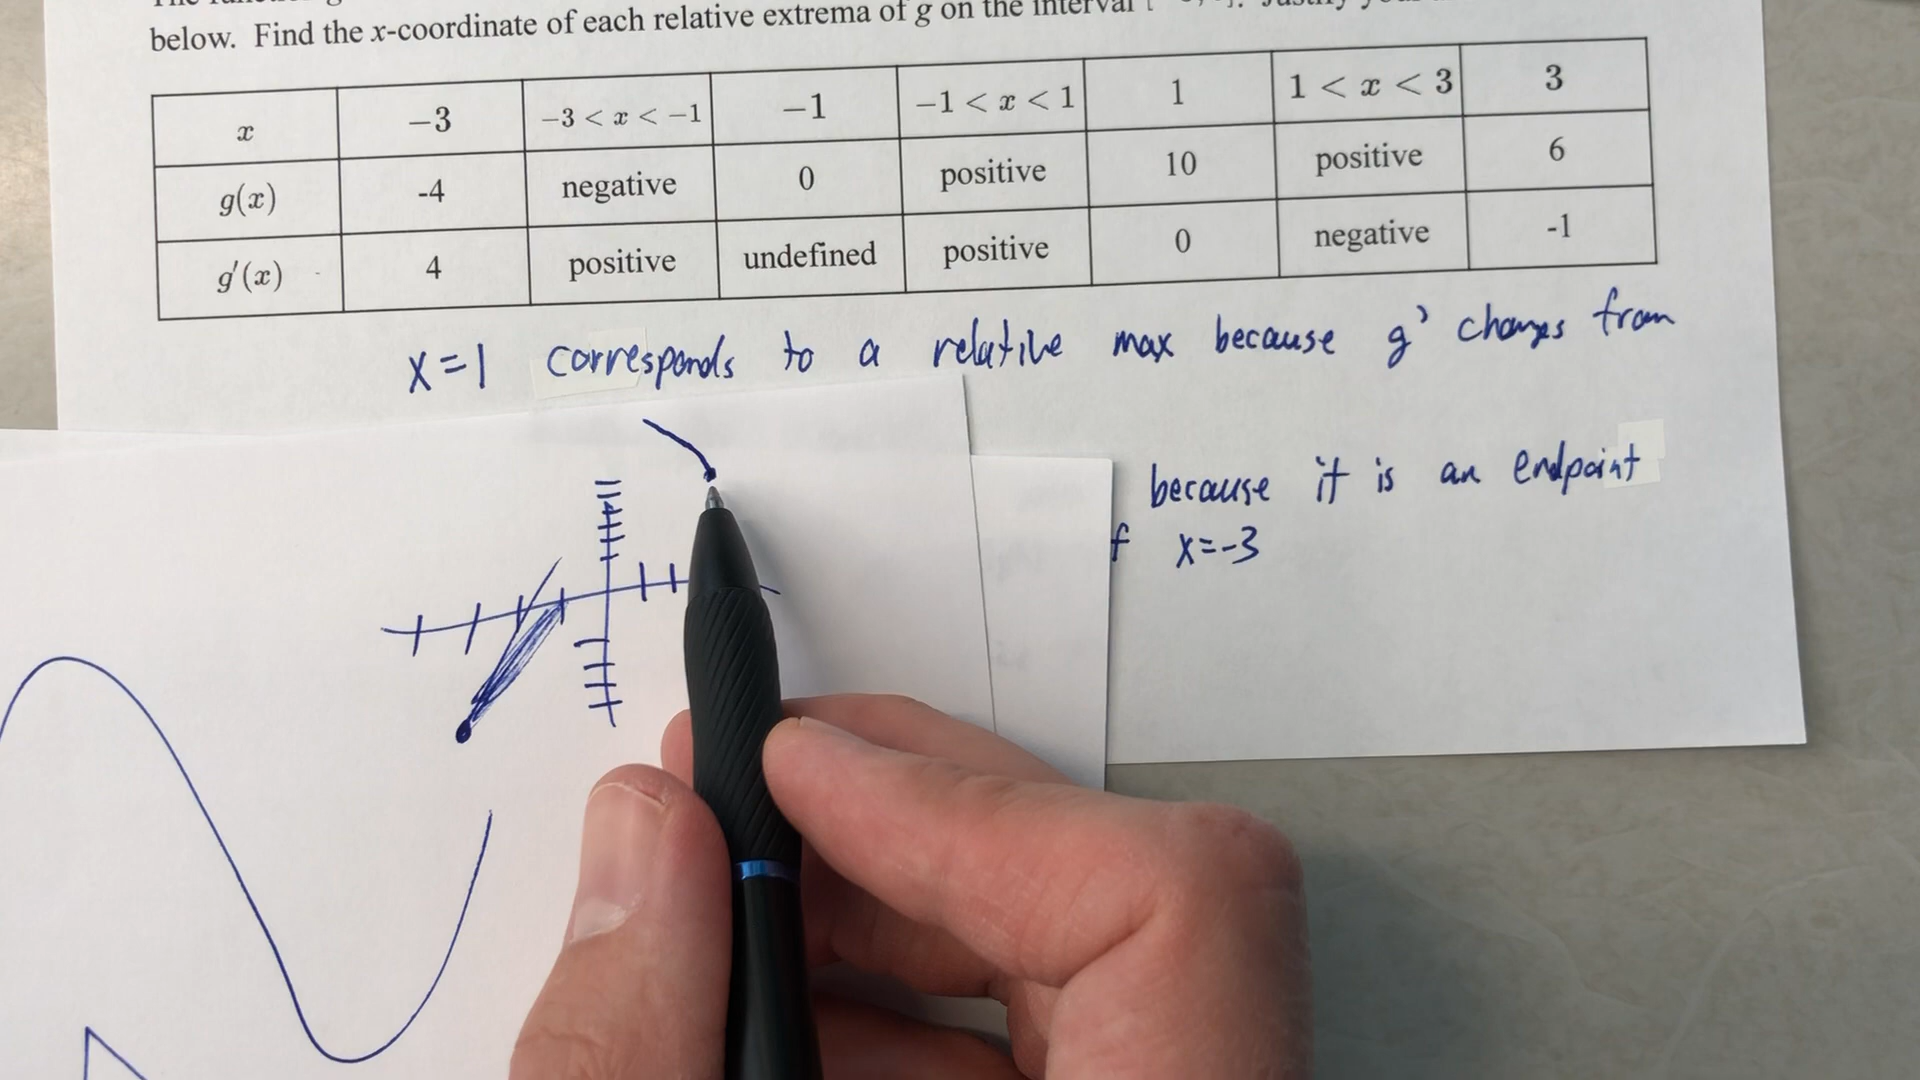 below. Find the x-coordinate of each relative extrema of g on the interval
x −3 −3 < x < −1 −1 −1 < x < 1 1 1 < x < 3 3
g(x) -4 negative 0 positive 10 positive 6
g′(x) 4 positive undefined positive 0 negative -1
x=1 corresponds to a relative max because g' changes from
because it is an endpoint
f x=-3